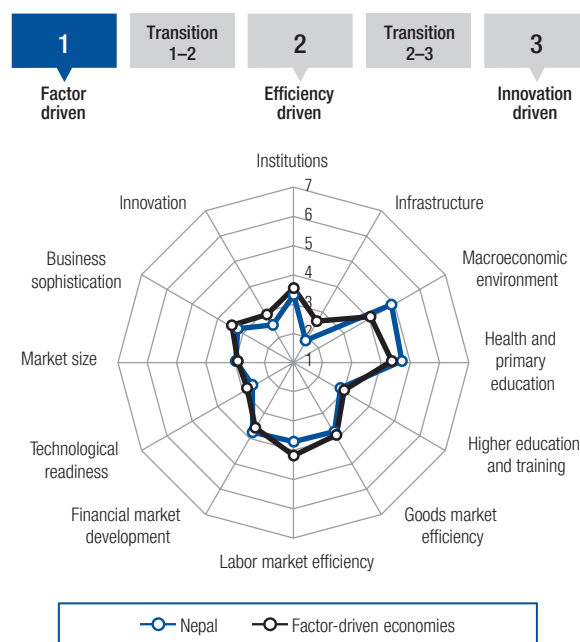 1
Transition
1–2
2
Transition
2–3
3
Factor
driven
Efficiency
driven
Innovation
driven
Institutions
7
6
5
4
3
2
1
Infrastructure
Macroeconomic
environment
Health and
primary
education
Higher education
and training
Goods market
efficiency
Labor market efficiency
Financial market
development
Technological
readiness
Market size
Business
sophistication
Innovation
Nepal
Factor-driven economies